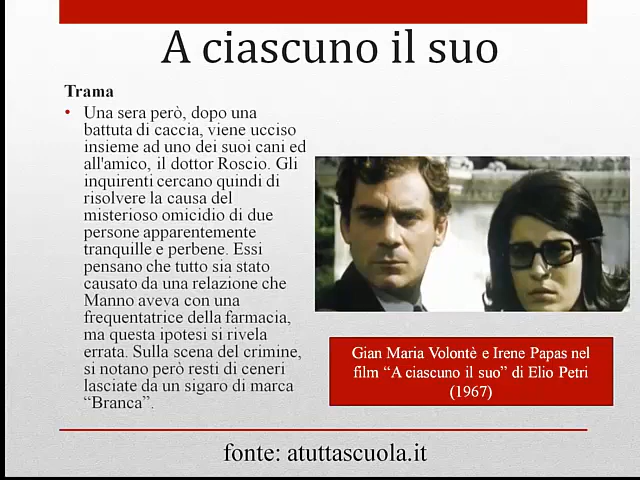 A ciascuno il suo
Trama
• Una sera però, dopo una
battuta di caccia, viene ucciso
insieme ad uno dei suoi cani ed
all'amico, il dottor Roscio. Gli
inquirenti cercano quindi di
risolvere la causa del
misterioso omicidio di due
persone apparentemente
tranquille e perbene. Essi
pensano che tutto sia stato
causato da una relazione che
Manno aveva con una
frequentatrice della farmacia,
ma questa ipotesi si rivela
errata. Sulla scena del crimine,
si notano però resti di ceneri
lasciate da un sigaro di marca
“Branca”.
Gian Maria Volontè e Irene Papas nel
film “A ciascuno il suo” di Elio Petri
(1967)
fonte: atuttascuola.it